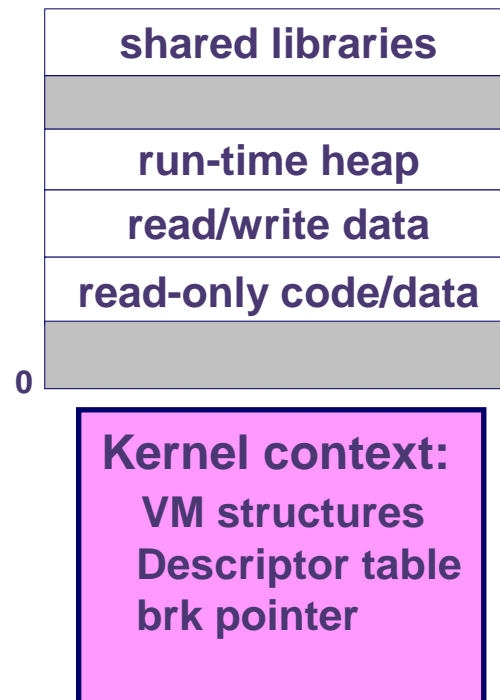 shared libraries
run-time heap
read/write data
read-only code/data
0
Kernel context:
VM structures
Descriptor table
brk pointer